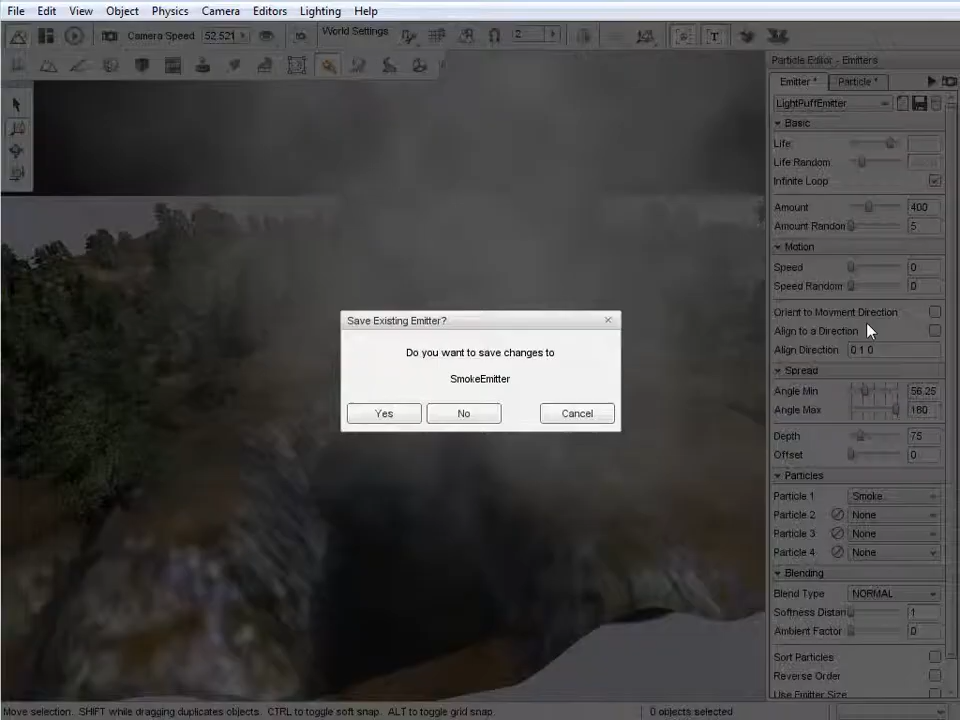 File Edit View Object Physics Camera Editors Lighting Help
Camera Speed 52.521 World Settings 2
Particle Editor - Emitters
Emitter * Particle *
LightPuffEmitter
Basic
Life
Life Random
Infinite Loop
Amount 400
Amount Random 5
Motion
Speed 0
Speed Random 0
Orient to Movment Direction
Align to a Direction
Align Direction 0 1 0
Spread
Angle Min 56.25
Angle Max 180
Depth 75
Offset 0
Particles
Particle 1 Smoke
Particle 2 None
Particle 3 None
Particle 4 None
Blending
Blend Type NORMAL
Softness Distan 1
Ambient Factor 0
Sort Particles
Reverse Order
Use Emitter Size
Save Existing Emitter?
Do you want to save changes to
SmokeEmitter
Yes No Cancel
Move selection. SHIFT while dragging duplicates objects. CTRL to toggle soft snap. ALT to toggle grid snap. 0 objects selected